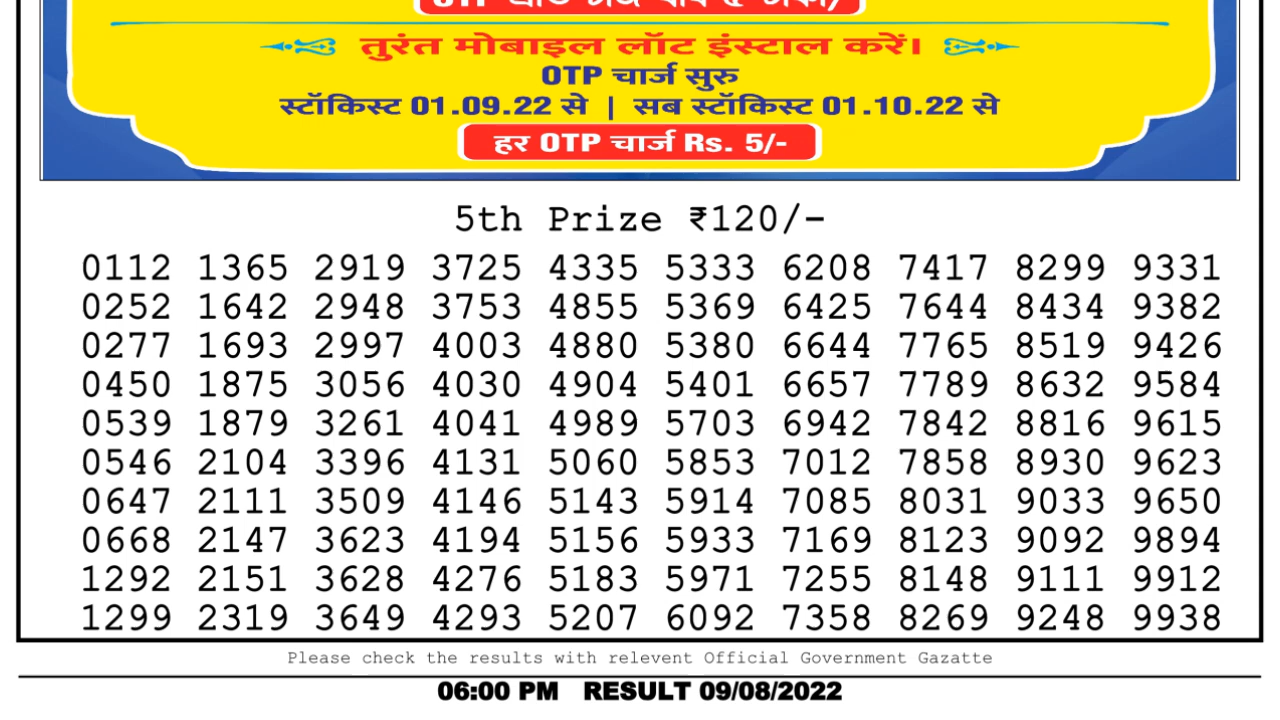 तुरंत मोबाइल लॉट इंस्टाल करें।
OTP चार्ज सुरु
स्टॉकिस्ट 01.09.22 से | सब स्टॉकिस्ट 01.10.22 से
हर OTP चार्ज Rs. 5/-
5th Prize ₹120/-
0112 1365 2919 3725 4335 5333 6208 7417 8299 9331
0252 1642 2948 3753 4855 5369 6425 7644 8434 9382
0277 1693 2997 4003 4880 5380 6644 7765 8519 9426
0450 1875 3056 4030 4904 5401 6657 7789 8632 9584
0539 1879 3261 4041 4989 5703 6942 7842 8816 9615
0546 2104 3396 4131 5060 5853 7012 7858 8930 9623
0647 2111 3509 4146 5143 5914 7085 8031 9033 9650
0668 2147 3623 4194 5156 5933 7169 8123 9092 9894
1292 2151 3628 4276 5183 5971 7255 8148 9111 9912
1299 2319 3649 4293 5207 6092 7358 8269 9248 9938
Please check the results with relevent Official Government Gazatte
06:00 PM RESULT 09/08/2022